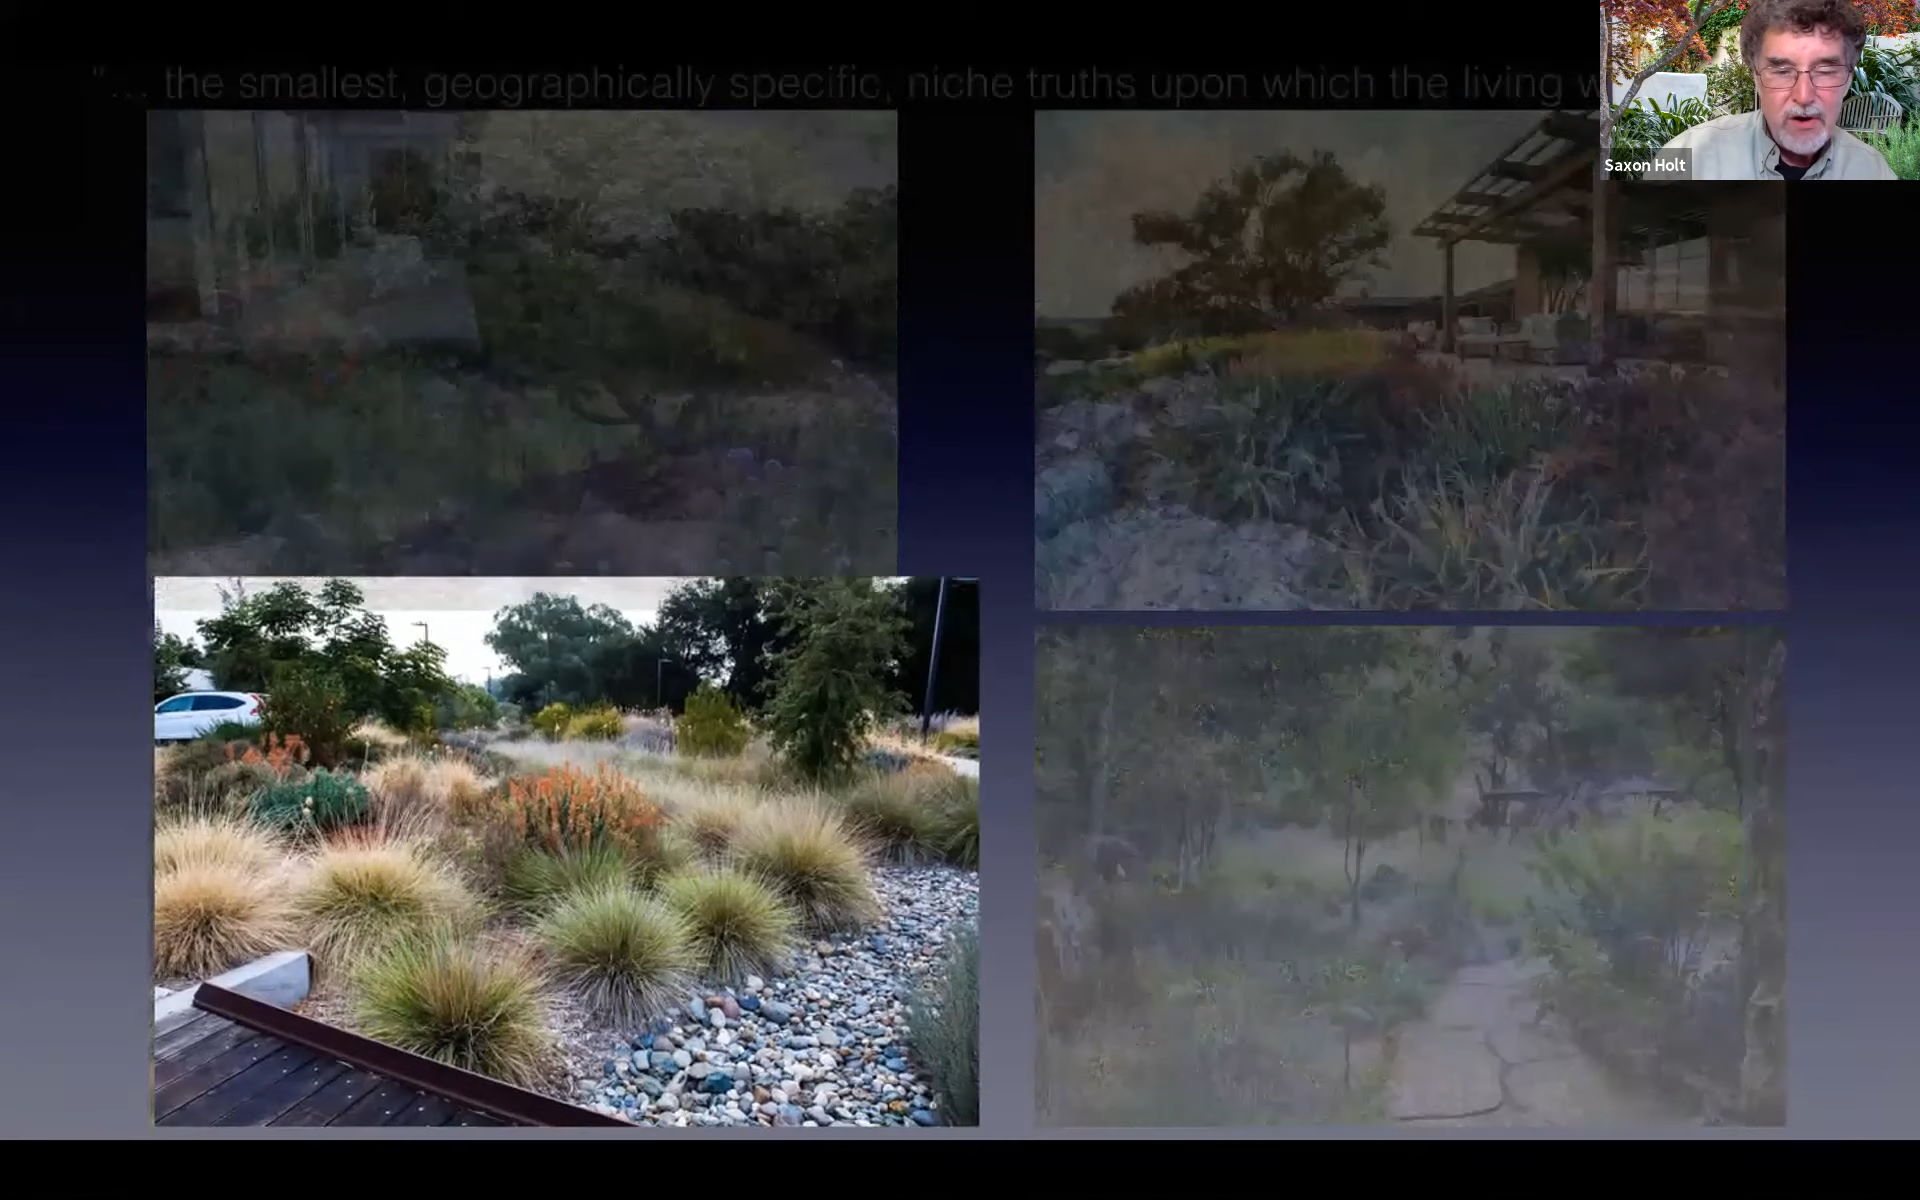 "... the smallest, geographically specific, niche truths upon which the living w
Saxon Holt